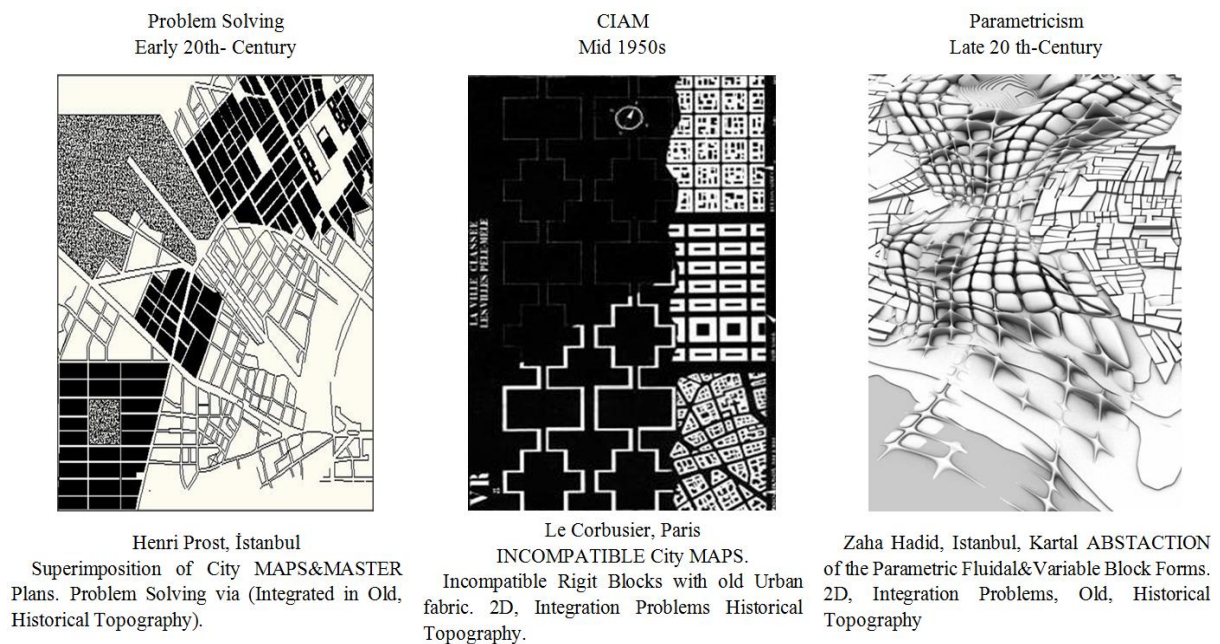 Problem Solving
Early 20th- Century
CIAM
Mid 1950s
Parametricism
Late 20 th-Century
LA VILLE CLASSÉE
LES VILLES PÊLE-MÊLE
VR
Henri Prost, İstanbul
Superimposition of City MAPS&MASTER
Plans. Problem Solving via (Integrated in Old,
Historical Topography).
Le Corbusier, Paris
INCOMPATIBLE City MAPS.
Incompatible Rigit Blocks with old Urban
fabric. 2D, Integration Problems Historical
Topography.
Zaha Hadid, Istanbul, Kartal ABSTACTION
of the Parametric Fluidal&Variable Block Forms.
2D, Integration Problems, Old, Historical
Topography